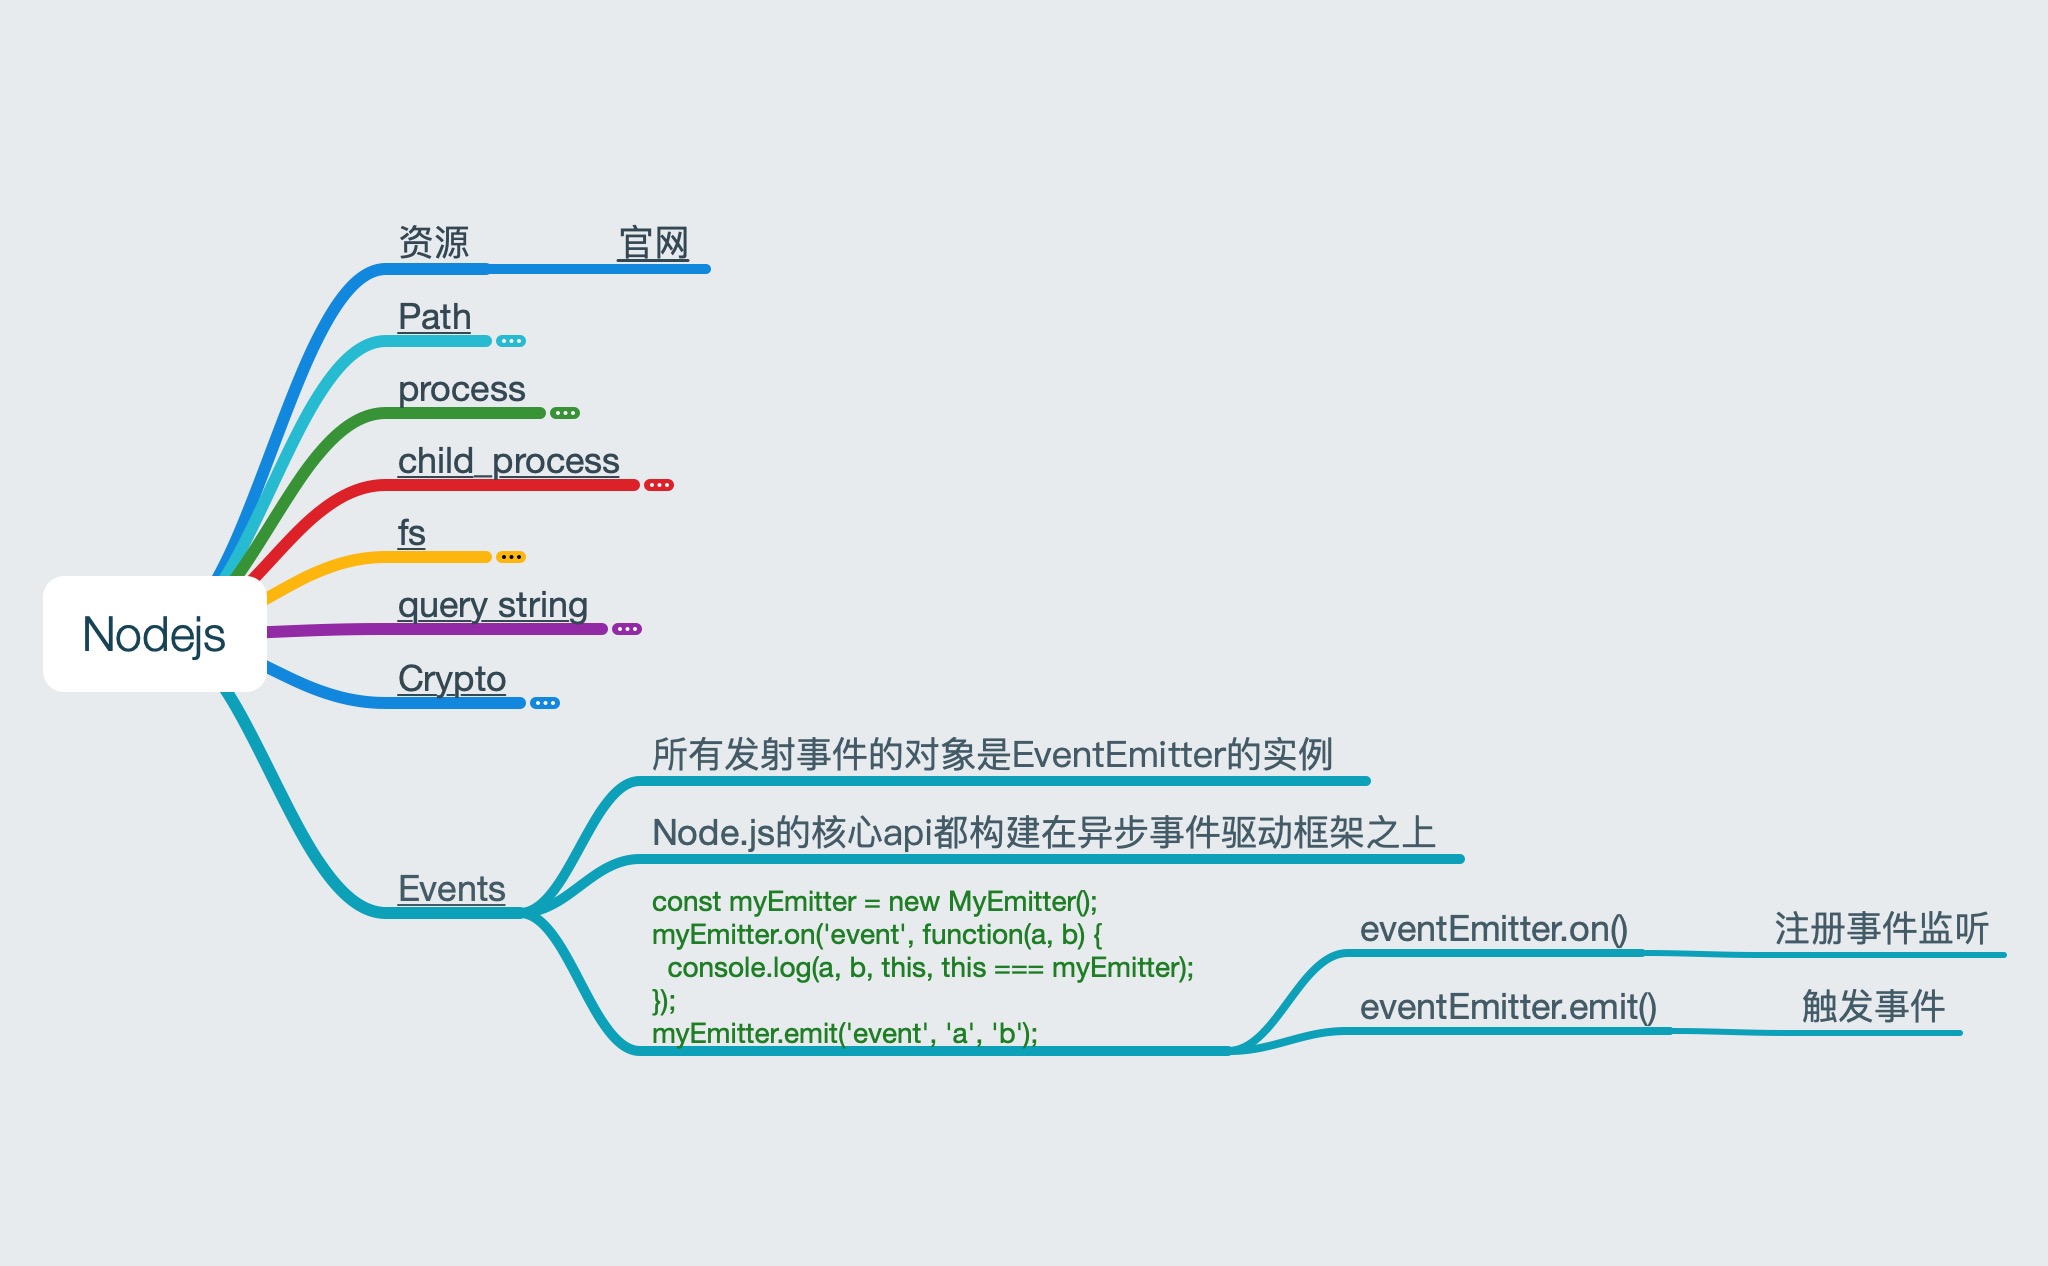 资源
官网
Path
process
child_process
fs
query string
Nodejs
Crypto
所有发射事件的对象是EventEmitter的实例
Node.js的核心api都构建在异步事件驱动框架之上
Events
const myEmitter = new MyEmitter();
myEmitter.on('event', function(a, b) {
  console.log(a, b, this, this === myEmitter);
});
myEmitter.emit('event', 'a', 'b');
eventEmitter.on()
注册事件监听
eventEmitter.emit()
触发事件